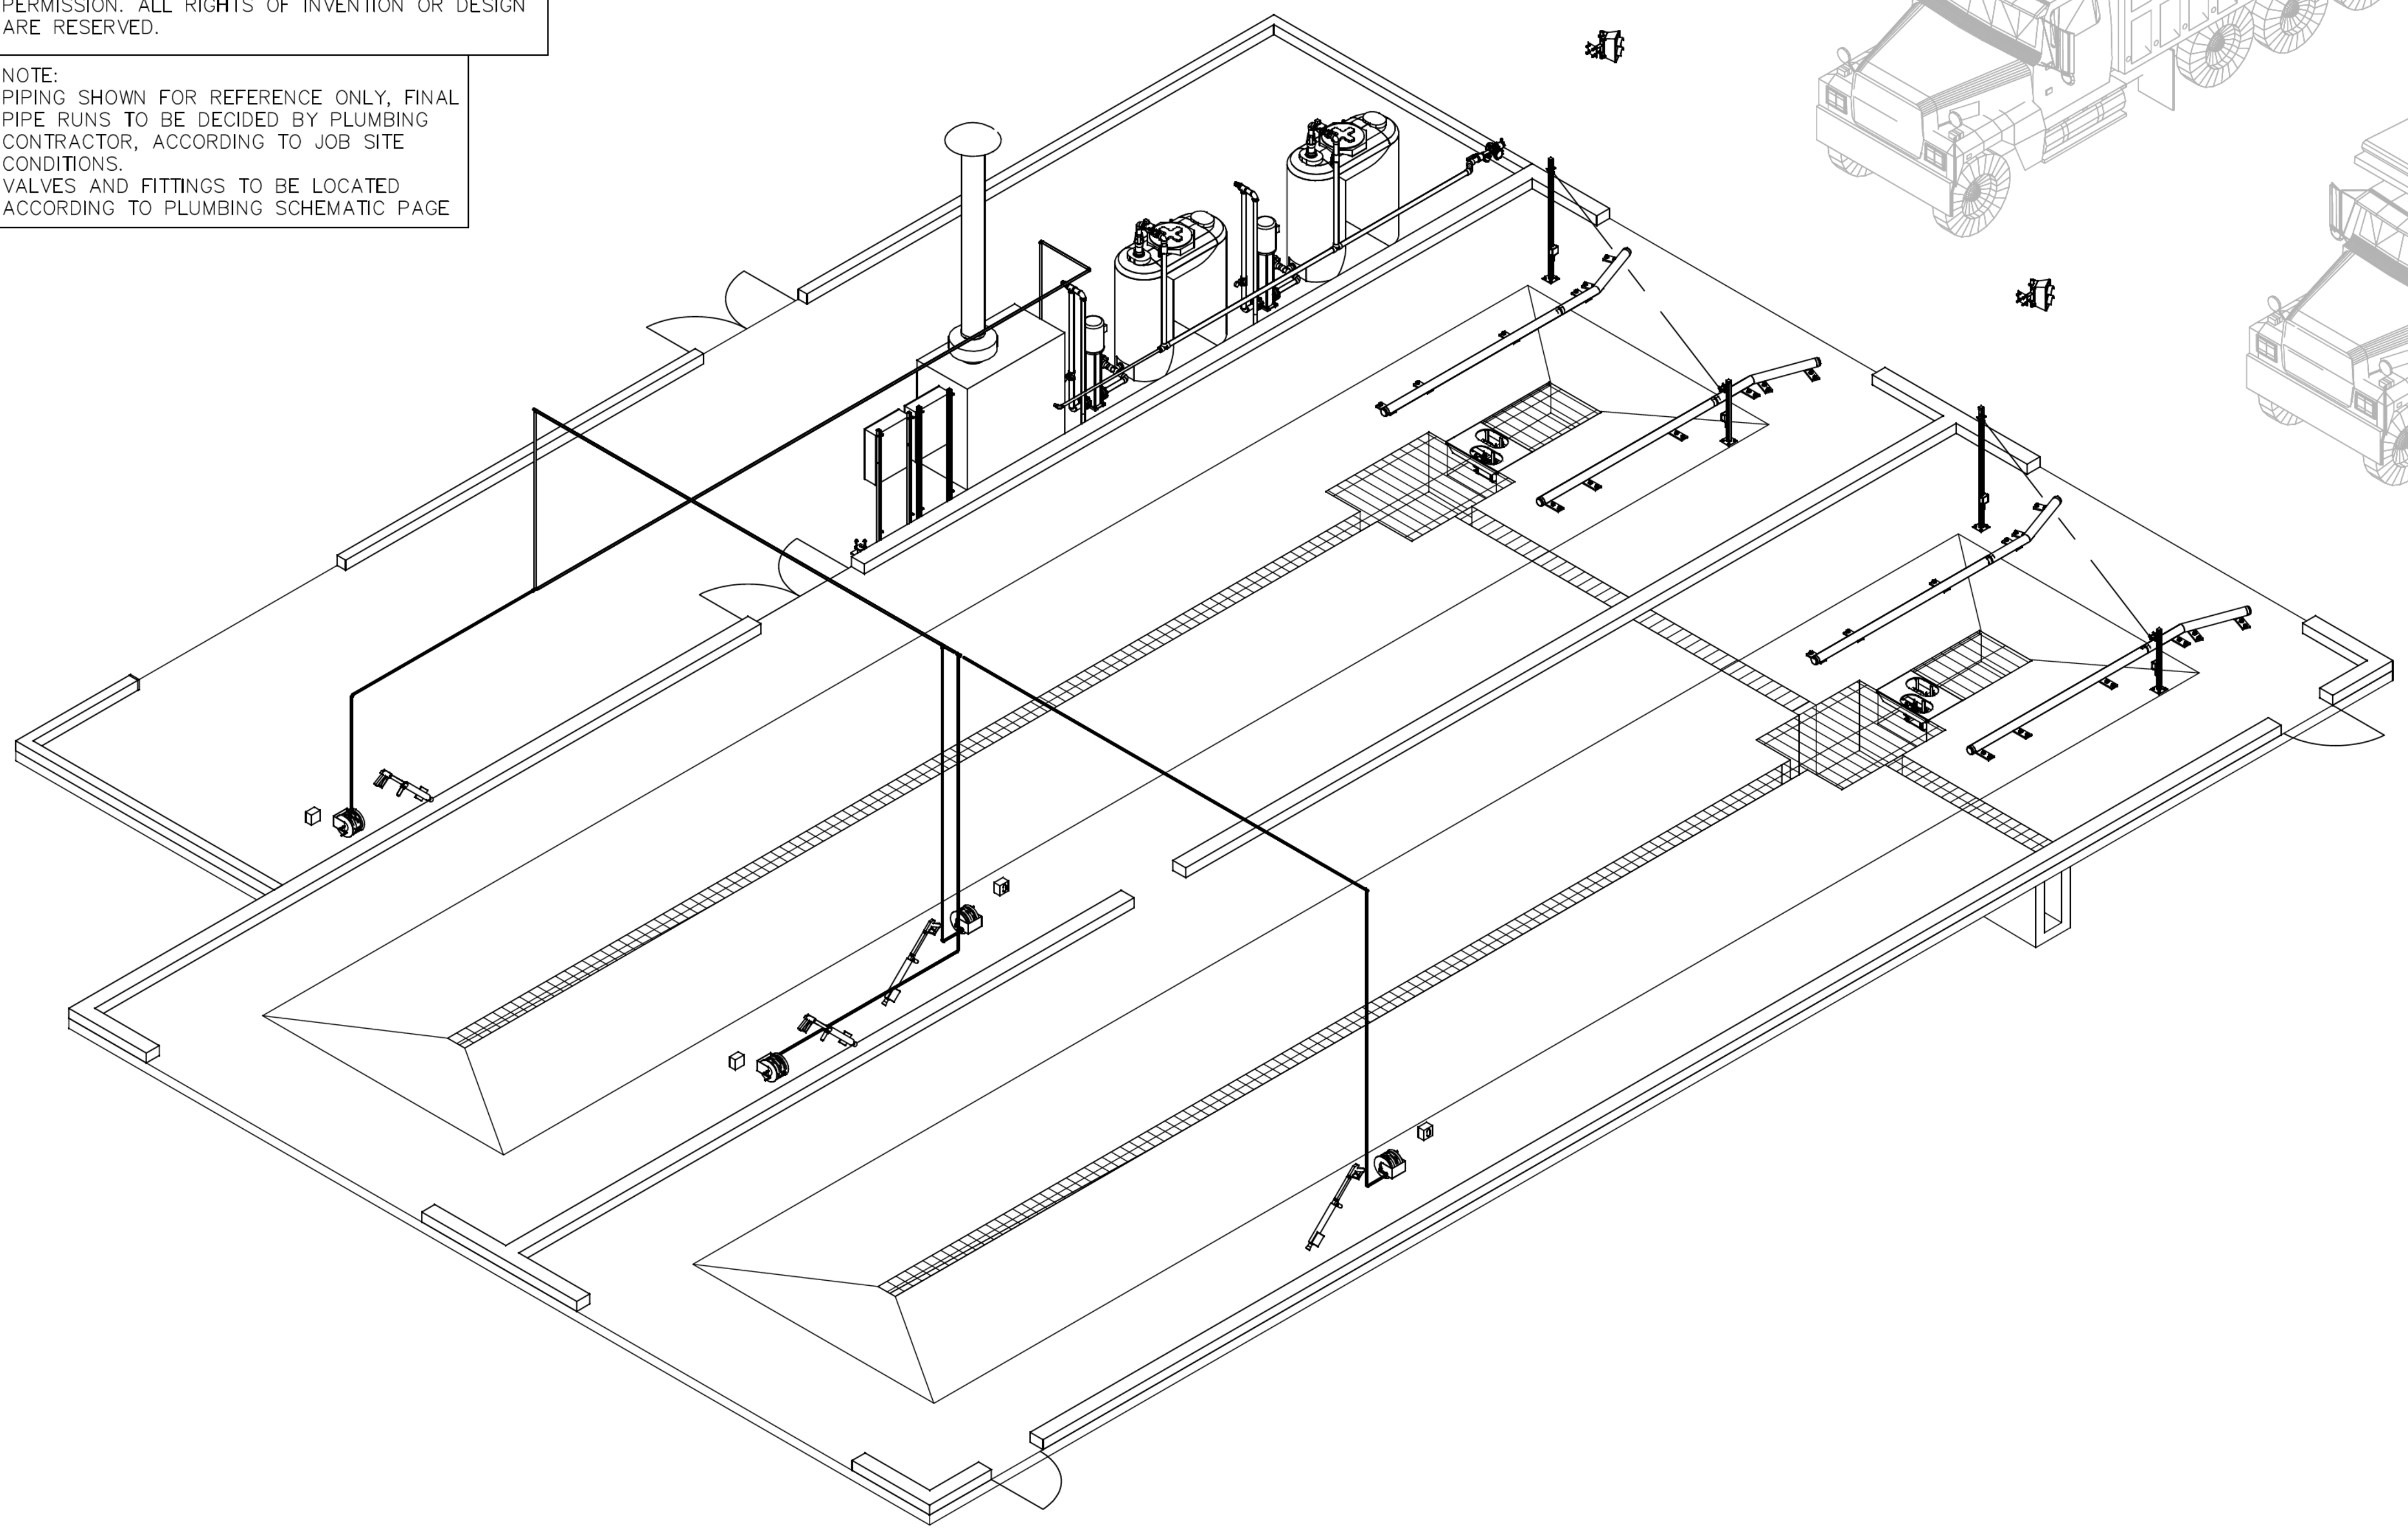 PERMISSION. ALL RIGHTS OF INVENTION OR DESIGN
ARE RESERVED.
NOTE:
PIPING SHOWN FOR REFERENCE ONLY, FINAL
PIPE RUNS TO BE DECIDED BY PLUMBING
CONTRACTOR, ACCORDING TO JOB SITE
CONDITIONS.
VALVES AND FITTINGS TO BE LOCATED
ACCORDING TO PLUMBING SCHEMATIC PAGE